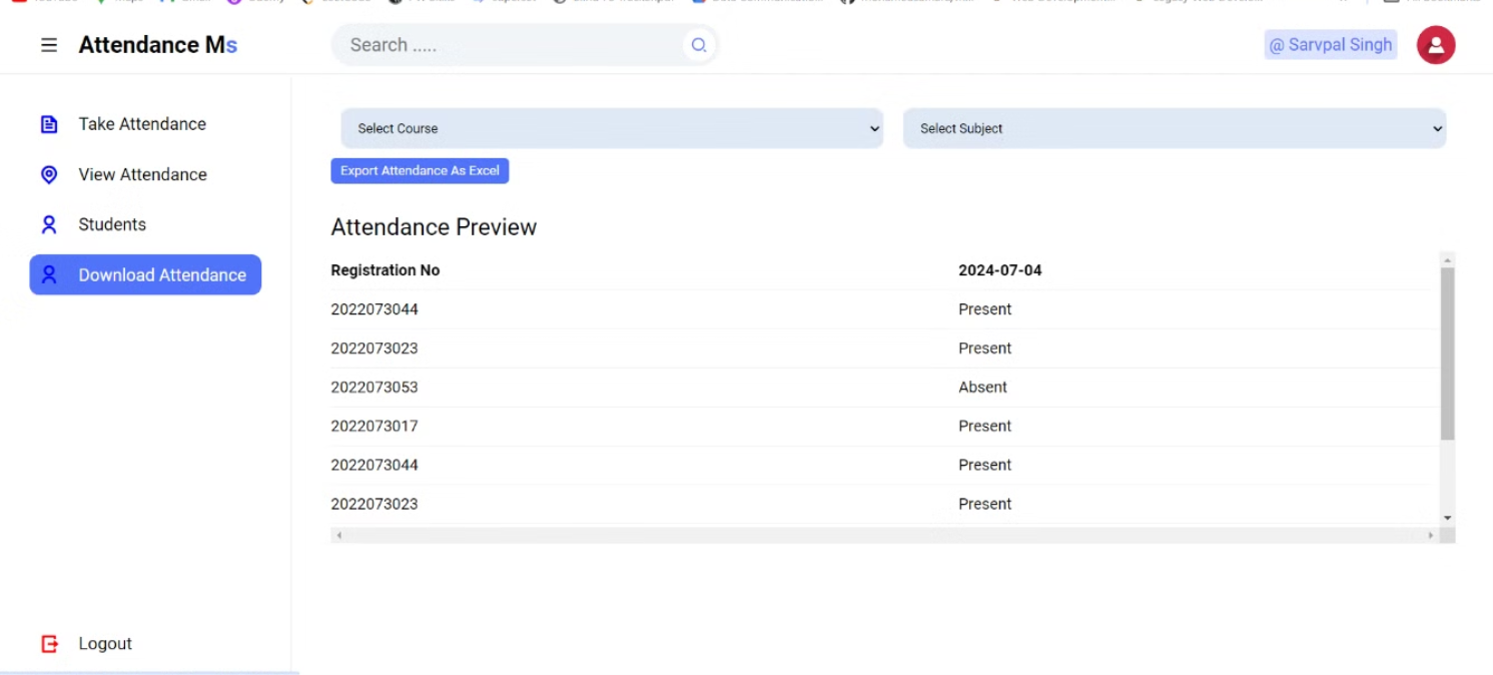 Attendance Ms
Search .....
@ Sarvpal Singh
Take Attendance
View Attendance
Students
Download Attendance
Logout
Select Course
Select Subject
Export Attendance As Excel
Attendance Preview
Registration No 2024-07-04
2022073044 Present
2022073023 Present
2022073053 Absent
2022073017 Present
2022073044 Present
2022073023 Present